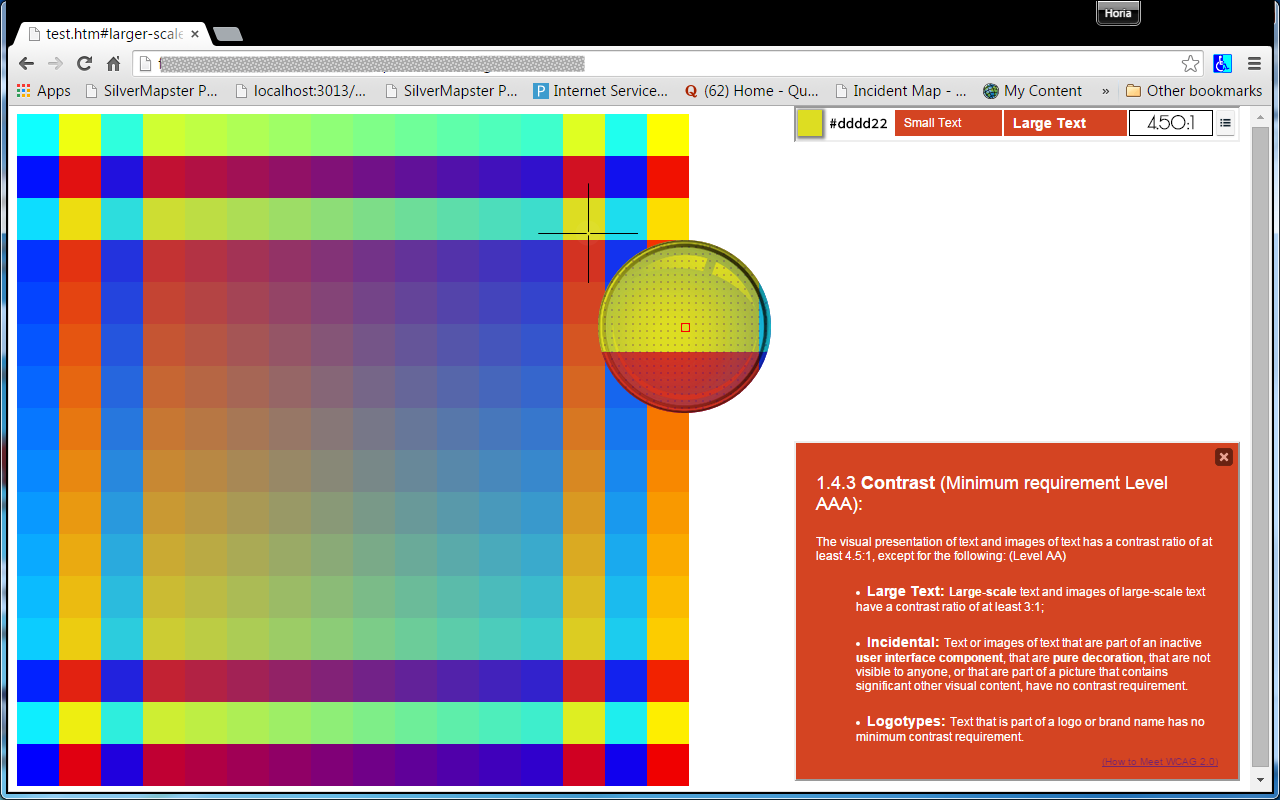 Horia
test.htm#larger-scale
Apps SilverMapster P... localhost:3013/... SilverMapster P... Internet Service... (62) Home - Qu... Incident Map - ... My Content » Other bookmarks
#dddd22 Small Text Large Text 4.50:1
1.4.3 Contrast (Minimum requirement Level
AAA):
The visual presentation of text and images of text has a contrast ratio of at
least 4.5:1, except for the following: (Level AA)
• Large Text: Large-scale text and images of large-scale text
have a contrast ratio of at least 3:1;
• Incidental: Text or images of text that are part of an inactive
user interface component, that are pure decoration, that are not
visible to anyone, or that are part of a picture that contains
significant other visual content, have no contrast requirement.
• Logotypes: Text that is part of a logo or brand name has no
minimum contrast requirement.
(How to Meet WCAG 2.0)